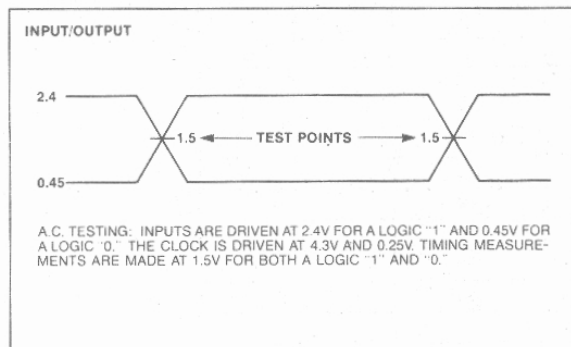 INPUT/OUTPUT
2.4
1.5 TEST POINTS 1.5
0.45
A.C. TESTING: INPUTS ARE DRIVEN AT 2.4V FOR A LOGIC "1" AND 0.45V FOR
A LOGIC "0." THE CLOCK IS DRIVEN AT 4.3V AND 0.25V. TIMING MEASURE-
MENTS ARE MADE AT 1.5V FOR BOTH A LOGIC "1" AND "0."